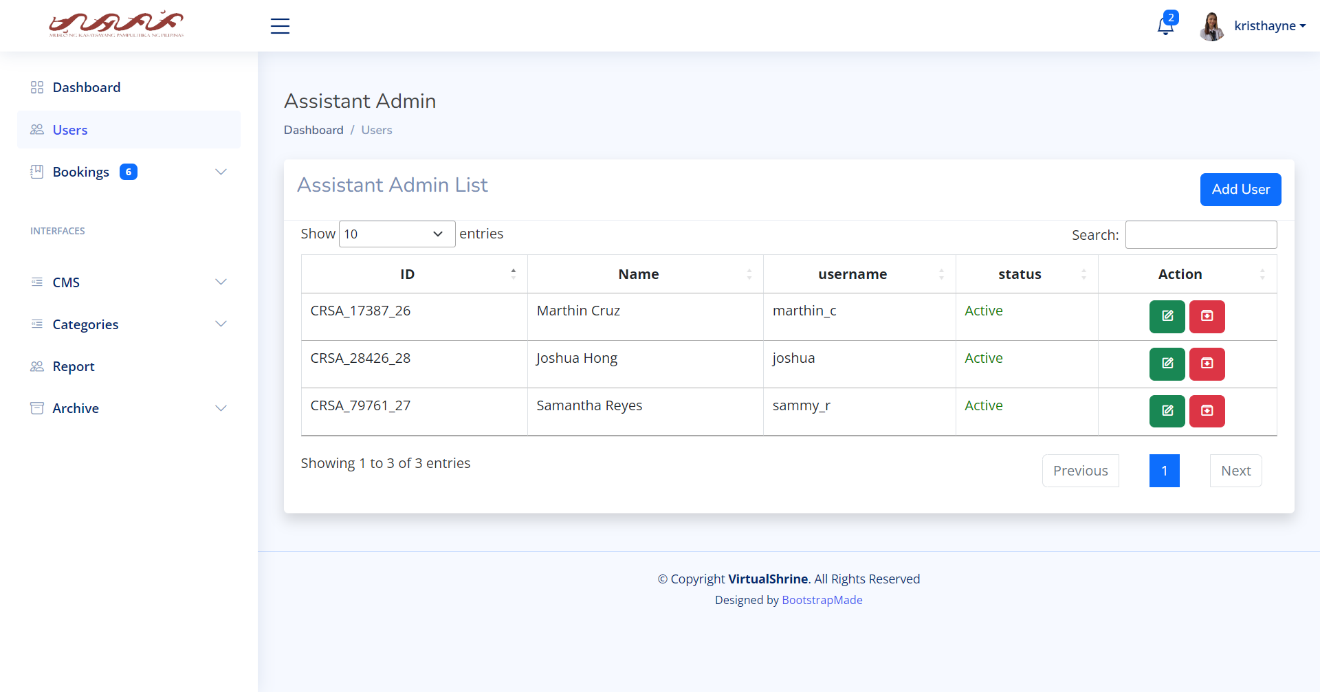 2
kristhayne
Dashboard
Users
Bookings 6
INTERFACES
CMS
Categories
Report
Archive
Assistant Admin
Dashboard / Users
Assistant Admin List
Add User
Show 10 entries
Search:
ID Name username status Action
CRSA_17387_26 Marthin Cruz marthin_c Active
CRSA_28426_28 Joshua Hong joshua Active
CRSA_79761_27 Samantha Reyes sammy_r Active
Showing 1 to 3 of 3 entries
Previous 1 Next
© Copyright VirtualShrine. All Rights Reserved
Designed by BootstrapMade